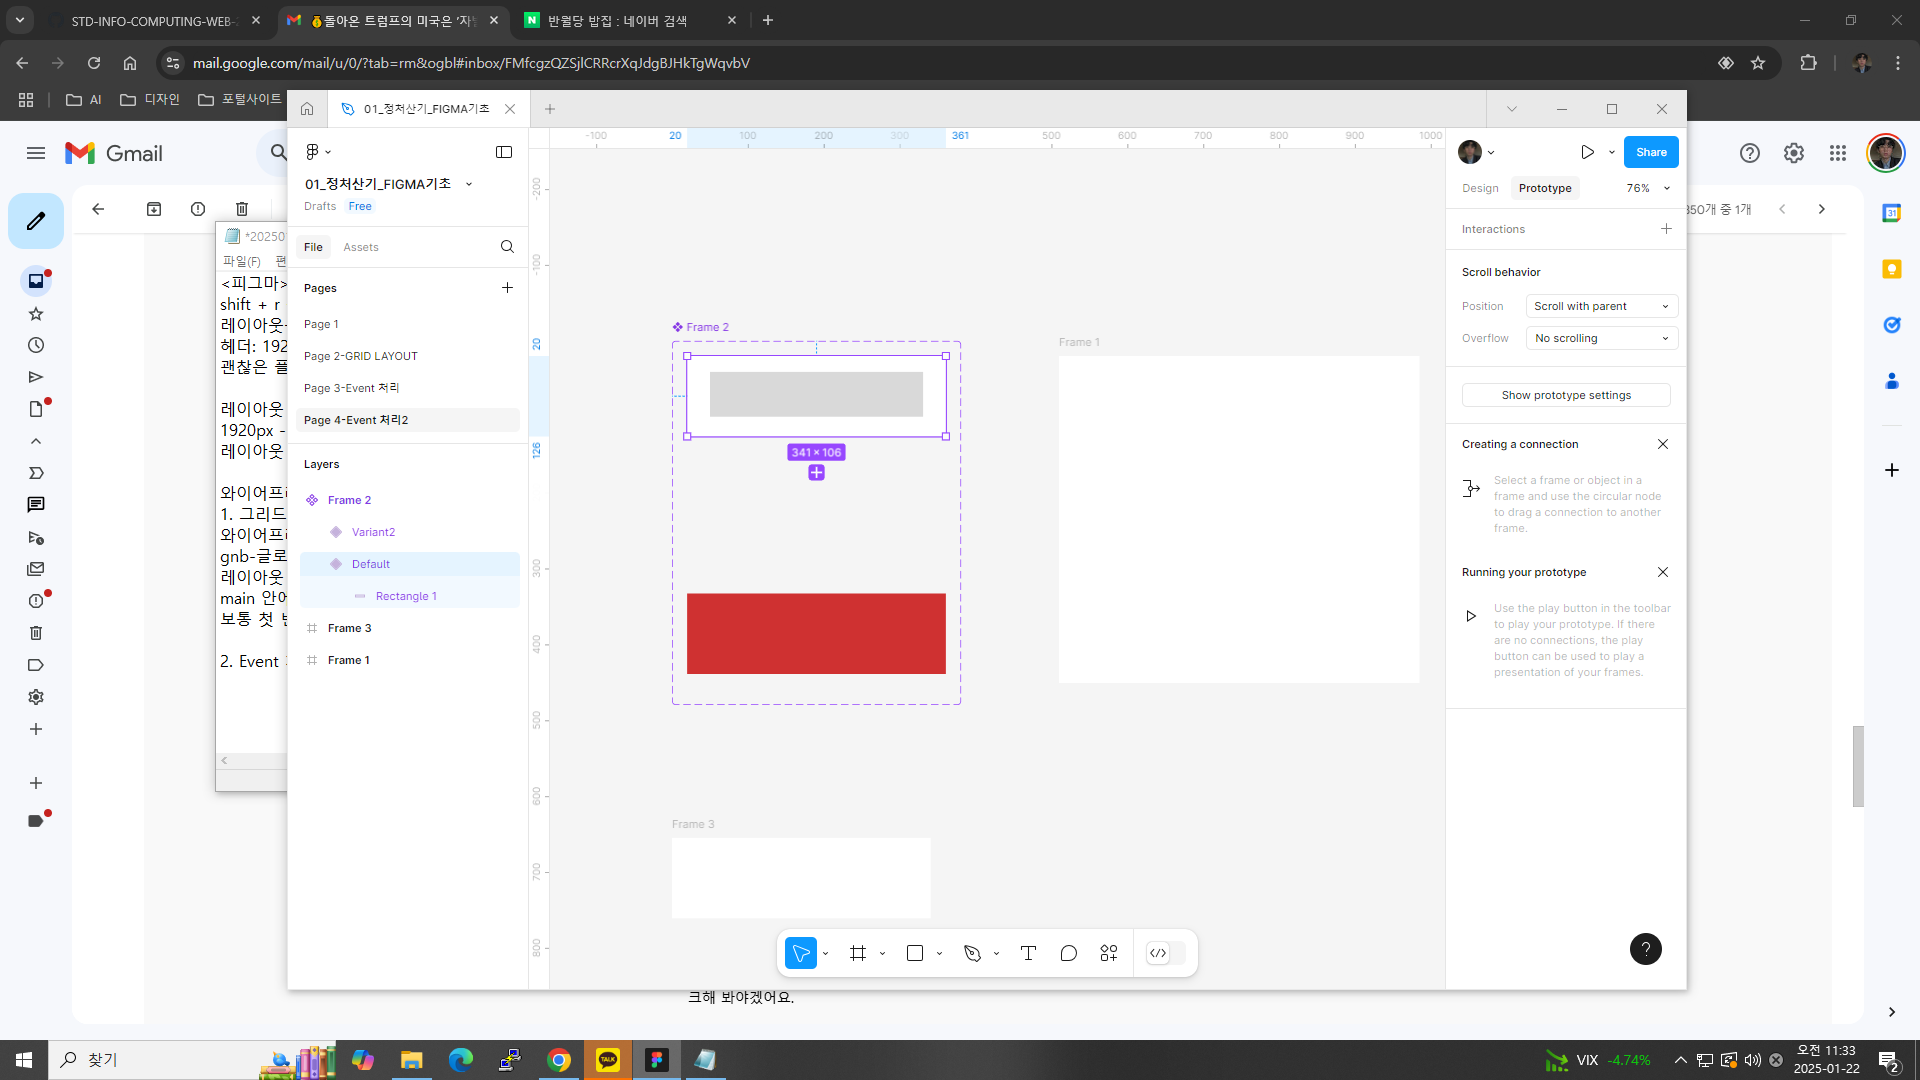 STD-INFO-COMPUTING-WEB-
💰돌아온 트럼프의 미국은 ‘자
반월당 밥집 : 네이버 검색
mail.google.com/mail/u/0/?tab=rm&ogbl#inbox/FMfcgzQZSjlCRRcrXqJdgBJHkTgWqvbV
AI
디자인
포털사이트
Gmail
350개 중 1개
*20250
파일(F)
<피그마>
shift + r
레이아웃
헤더: 192
괜찮은 플
레이아웃
1920px -
레이아웃
와이어프
1. 그리드
와이어프
gnb-글로
레이아웃
main 안에
보통 첫
2. Event
01_정처산기_FIGMA기초
01_정처산기_FIGMA기초
Drafts
Free
File
Assets
Pages
Page 1
Page 2-GRID LAYOUT
Page 3-Event 처리
Page 4-Event 처리2
Layers
Frame 2
Variant2
Default
Rectangle 1
Frame 3
Frame 1
-100
20
100
200
300
361
500
600
700
800
900
1000
-200
-100
20
126
300
400
500
600
700
800
Frame 2
341 × 106
Frame 1
Frame 3
Share
Design
Prototype
76%
Interactions
Scroll behavior
Position
Scroll with parent
Overflow
No scrolling
Show prototype settings
Creating a connection
Select a frame or object in a
frame and use the circular node
to drag a connection to another
frame.
Running your prototype
Use the play button in the toolbar
to play your prototype. If there
are no connections, the play
button can be used to play a
presentation of your frames.
?
31
크해 봐야겠어요.
찾기
TALK
VIX
-4.74%
오전 11:33
2025-01-22
2